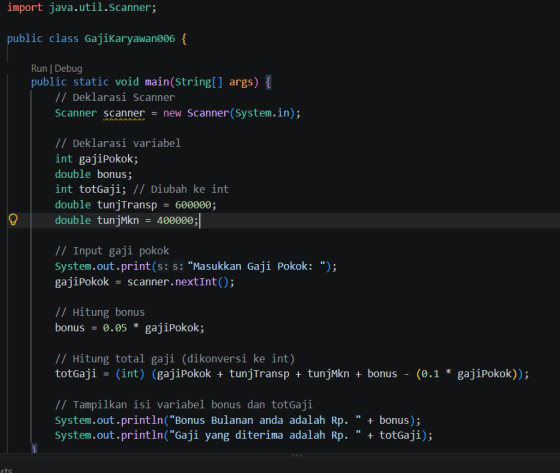 import java.util.Scanner;
public class GajiKaryawan006 {
Run | Debug
public static void main(String[] args) {
// Deklarasi Scanner
Scanner scanner = new Scanner(System.in);
// Deklarasi variabel
int gajiPokok;
double bonus;
int totGaji; // Diubah ke int
double tunjTransp = 600000;
double tunjMkn = 400000;
// Input gaji pokok
System.out.print(s: s: "Masukkan Gaji Pokok: ");
gajiPokok = scanner.nextInt();
// Hitung bonus
bonus = 0.05 * gajiPokok;
// Hitung total gaji (dikonversi ke int)
totGaji = (int) (gajiPokok + tunjTransp + tunjMkn + bonus - (0.1 * gajiPokok));
// Tampilkan isi variabel bonus dan totGaji
System.out.println("Bonus Bulanan anda adalah Rp. " + bonus);
System.out.println("Gaji yang diterima adalah Rp. " + totGaji);
}